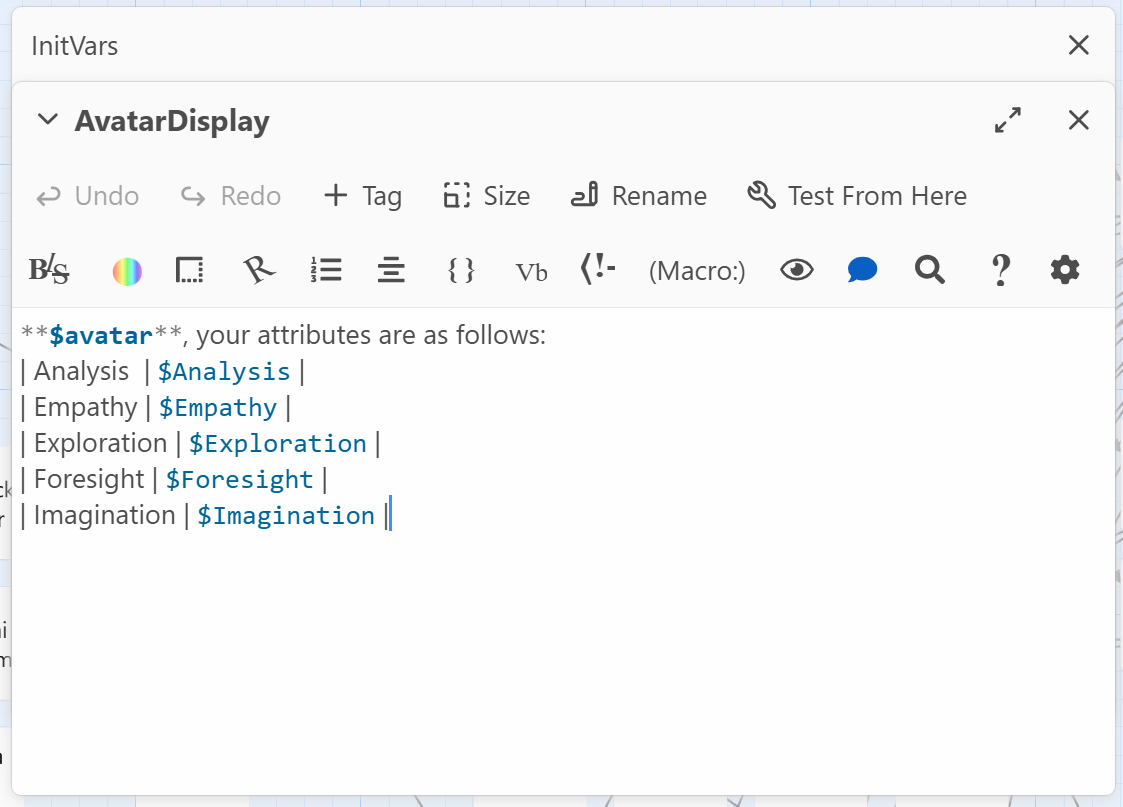 InitVars
AvatarDisplay
Undo Redo Tag Size Rename Test From Here
B/S Vb (!- (Macro:) ?
**$avatar**, your attributes are as follows:
| Analysis | $Analysis |
| Empathy | $Empathy |
| Exploration | $Exploration |
| Foresight | $Foresight |
| Imagination | $Imagination |